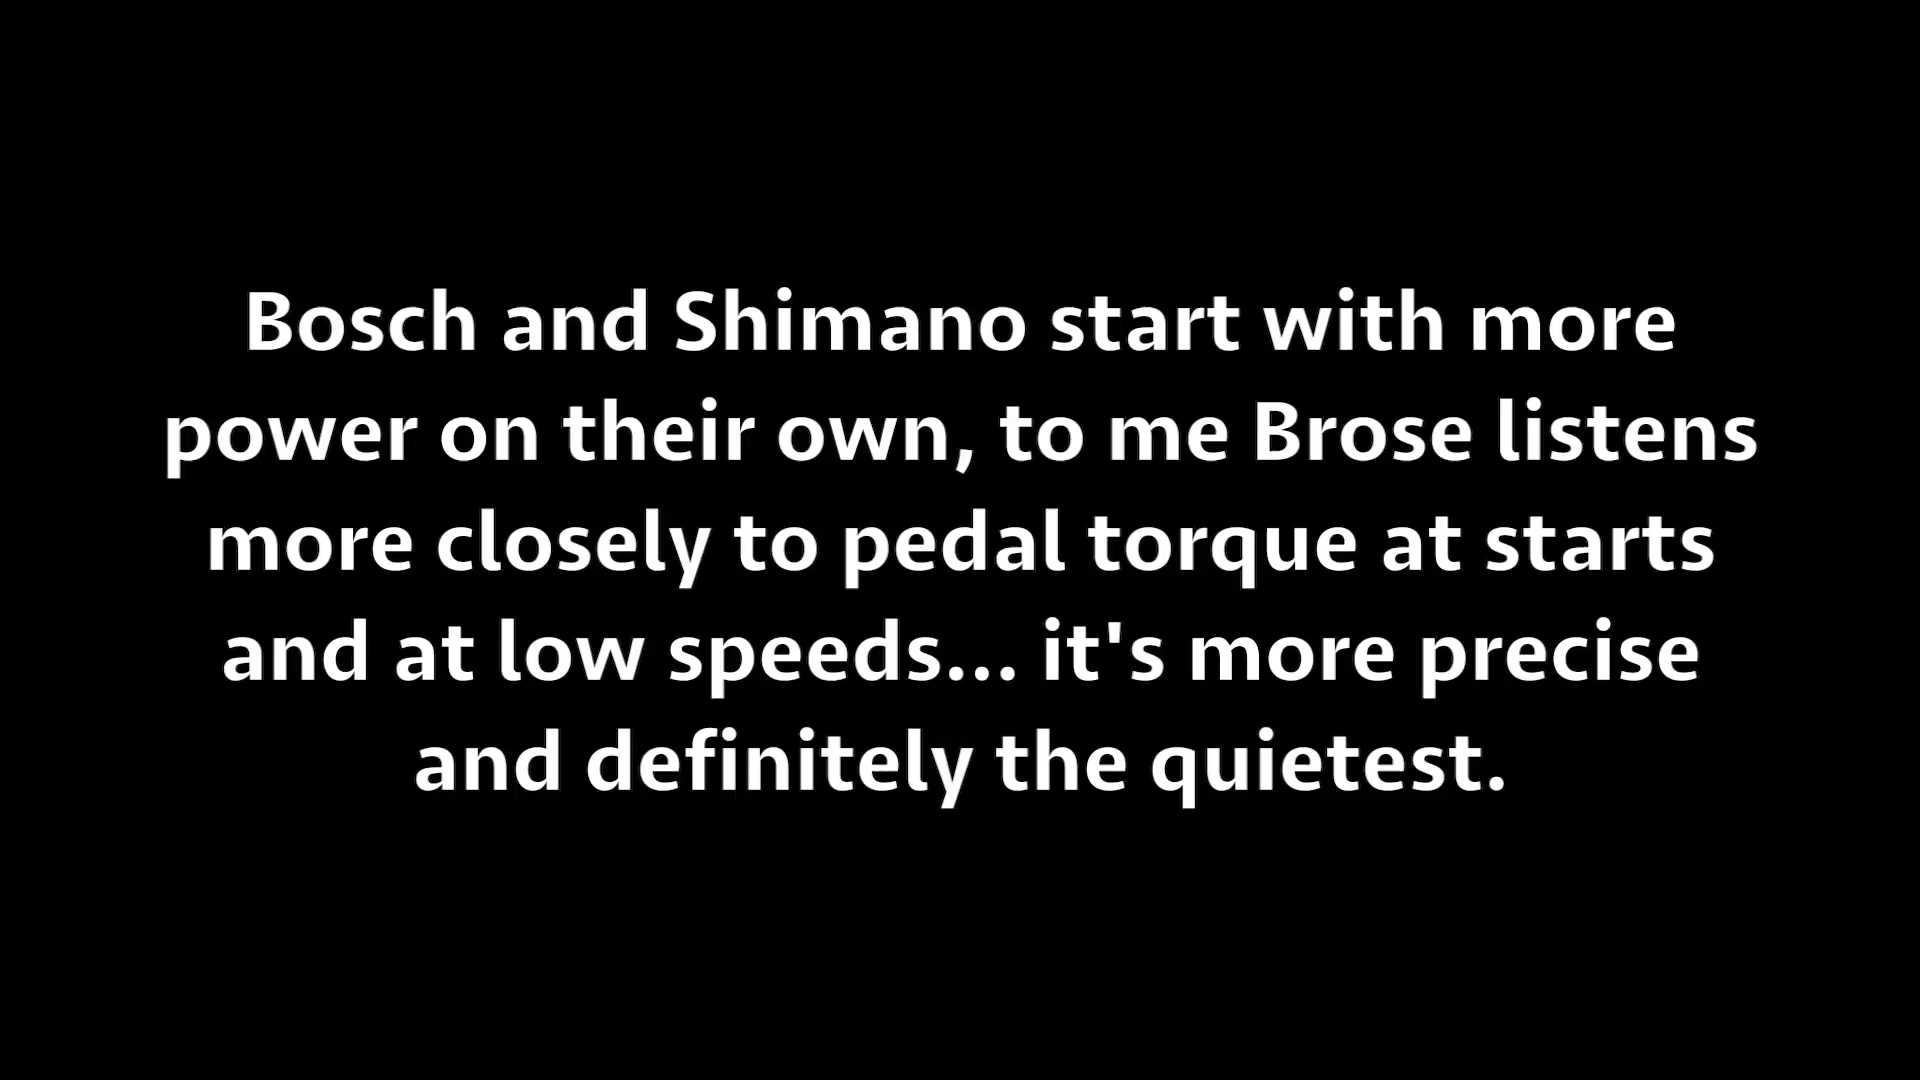 Bosch and Shimano start with more
power on their own, to me Brose listens
more closely to pedal torque at starts
and at low speeds... it's more precise
and definitely the quietest.